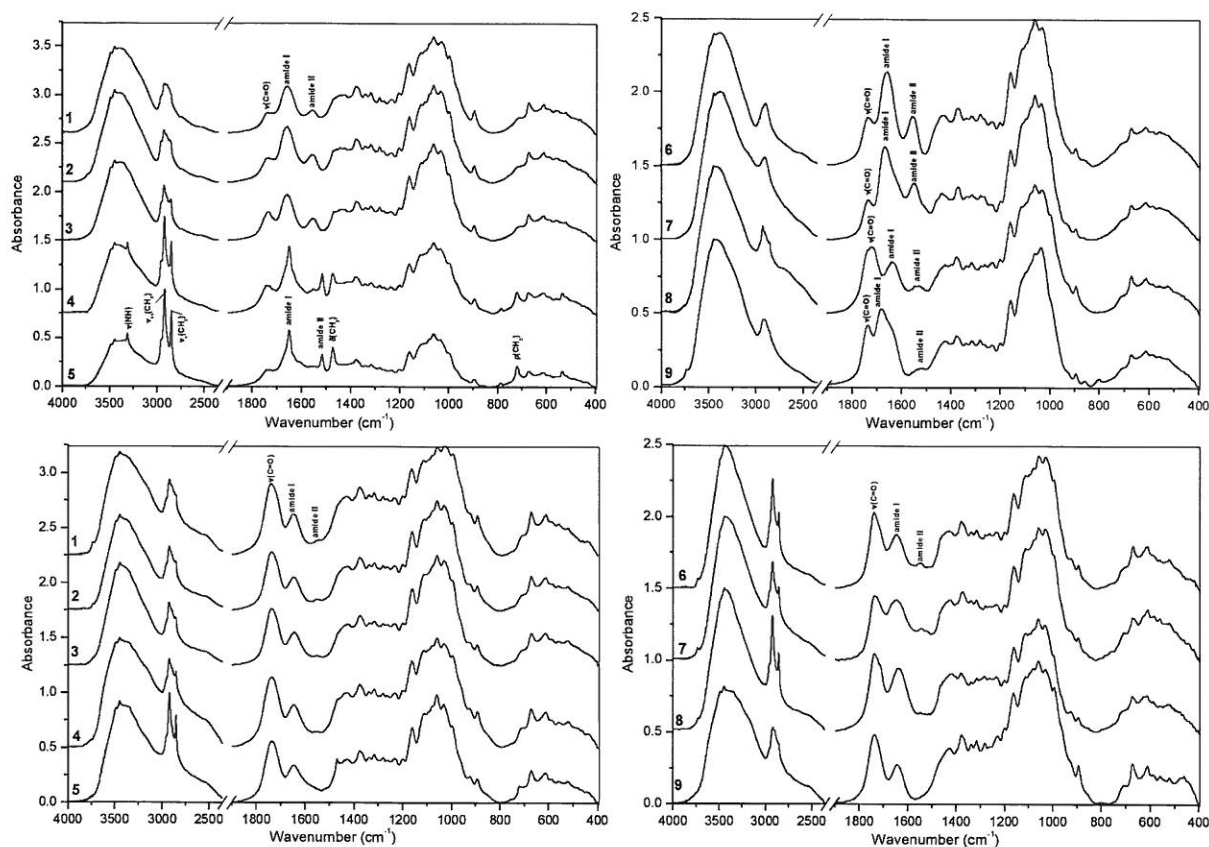 Absorbance
3.5
3.0
2.5
2.0
1.5
1.0
0.5
0.0
1
2
3
4
5
ν(C=O)
amide I
amide II
ν(NH)
ν_as(CH₂)
ν_s(CH₂)
amide I
amide II
δ(CH₂)
ρ(CH₂)
4000 3500 3000 2500 1800 1600 1400 1200 1000 800 600 400
Wavenumber (cm⁻¹)
Absorbance
2.5
2.0
1.5
1.0
0.5
0.0
6
7
8
9
ν(C=O)
amide I
amide II
ν(C=O)
amide I
amide II
ν(C=O)
amide I
amide II
ν(C=O)
amide I
amide II
4000 3500 3000 2500 1800 1600 1400 1200 1000 800 600 400
Wavenumber (cm⁻¹)
Absorbance
3.0
2.5
2.0
1.5
1.0
0.5
0.0
1
2
3
4
5
ν(C=O)
amide I
amide II
4000 3500 3000 2500 1800 1600 1400 1200 1000 800 600 400
Wavenumber (cm⁻¹)
Absorbance
2.5
2.0
1.5
1.0
0.5
0.0
6
7
8
9
ν(C=O)
amide I
amide II
4000 3500 3000 2500 1800 1600 1400 1200 1000 800 600 400
Wavenumber (cm⁻¹)